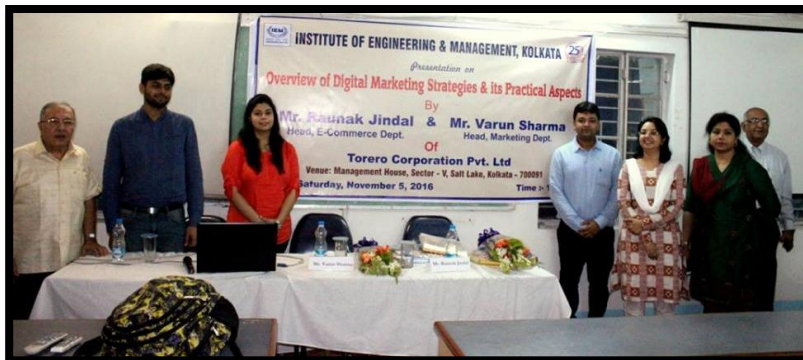 IEM
INSTITUTE OF ENGINEERING & MANAGEMENT, KOLKATA
25
Presentation on
Overview of Digital Marketing Strategies & its Practical Aspects
By
Mr. Raunak Jindal & Mr. Varun Sharma
Head, E-Commerce Dept. Head, Marketing Dept.
Of
Torero Corporation Pvt. Ltd
Venue: Management House, Sector - V, Salt Lake, Kolkata - 700091
Saturday, November 5, 2016 Time :-
Mr. Varun Sharma Mr. Raunak Jindal